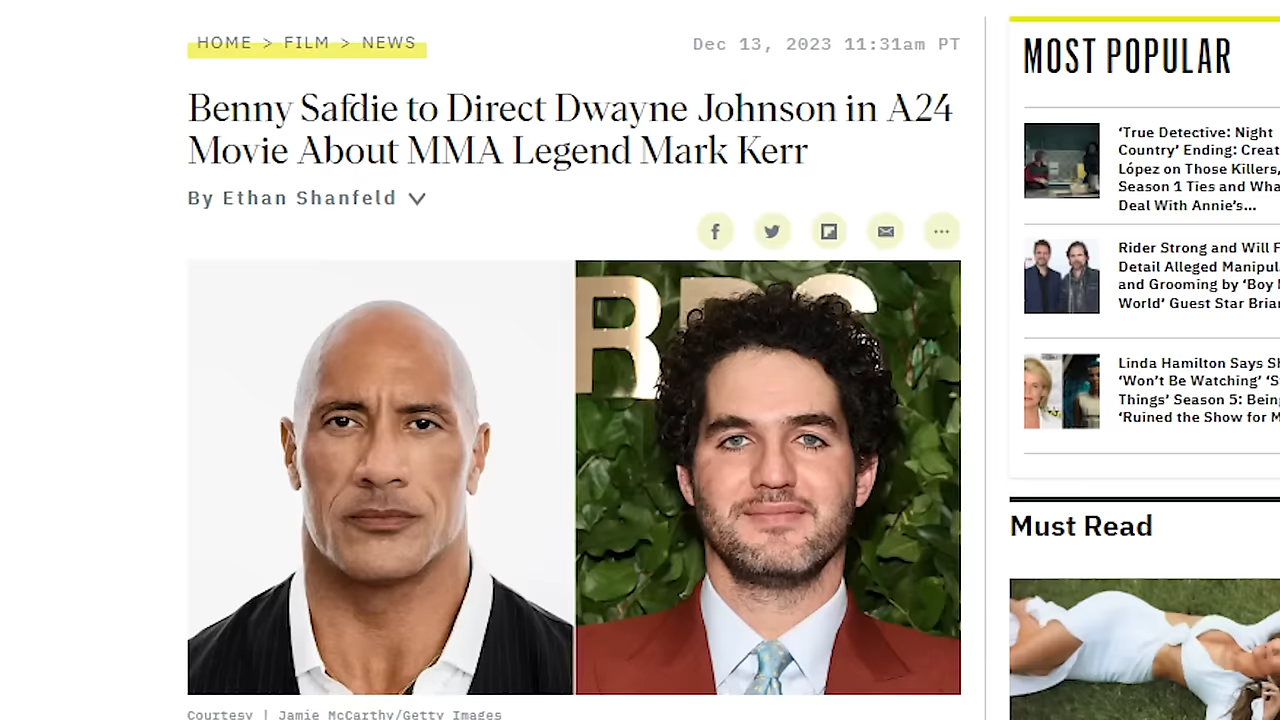 HOME > FILM > NEWS
Dec 13, 2023 11:31am PT
Benny Safdie to Direct Dwayne Johnson in A24
Movie About MMA Legend Mark Kerr
By Ethan Shanfeld
f
R
Courtesy | Jamie McCarthy/Getty Images
MOST POPULAR
‘True Detective: Night
Country’ Ending: Creat
López on Those Killers,
Season 1 Ties and Wha
Deal With Annie’s...
Rider Strong and Will F
Detail Alleged Manipul
and Grooming by ‘Boy
World’ Guest Star Bria
Linda Hamilton Says S
‘Won’t Be Watching’ ‘S
Things’ Season 5: Bein
‘Ruined the Show for M
Must Read